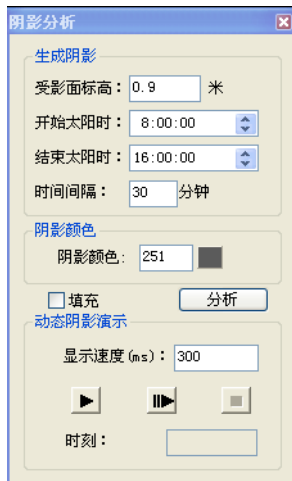 阴影分析
生成阴影
受影面标高：0.9 米
开始太阳时：8:00:00
结束太阳时：16:00:00
时间间隔：30 分钟
阴影颜色
阴影颜色：251
填充 分析
动态阴影演示
显示速度(ms)：300
时刻：